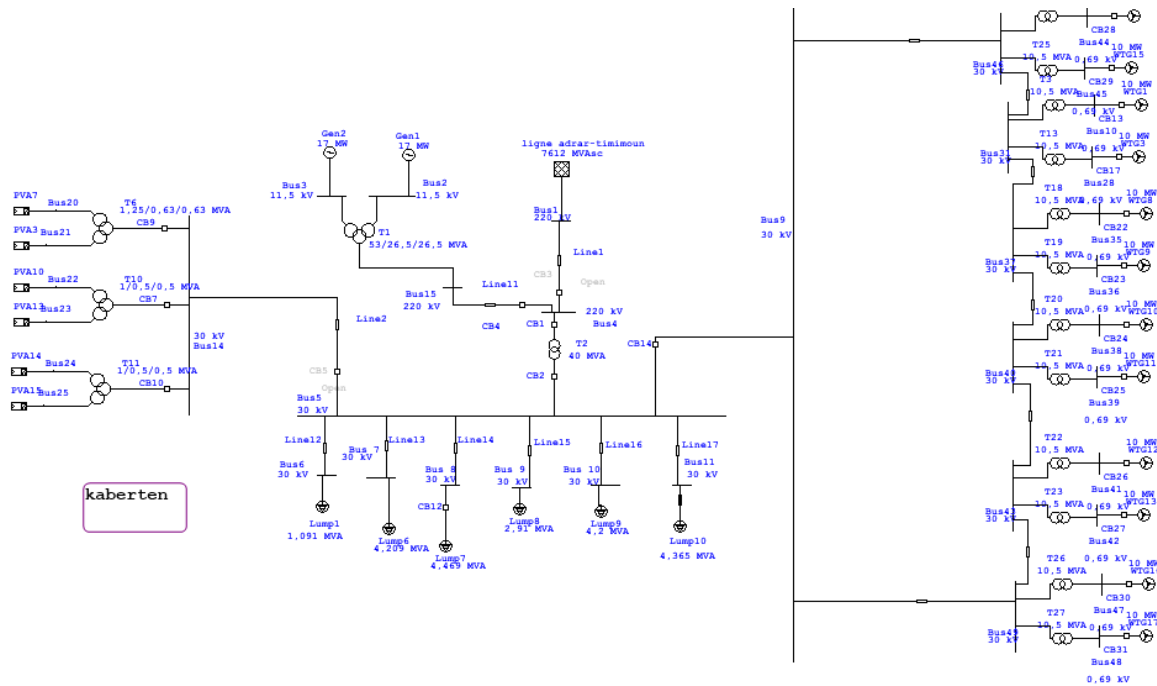 CB28
T25
Bus44
10 MW
10,5 MVA
WTG15
Bus46
0,69 kV
30 kV
CB29
T3
10 MW
10,5 MVA
Bus45
WTG1
0,69 kV
CB13
T13
Bus10
10 MW
10,5 MVA
WTG3
Bus31
30 kV
CB17
T18
Bus28
10 MW
10,5 MVA
0,69 kV
WTG8
CB22
T19
Bus35
10 MW
10,5 MVA
0,69 kV
WTG9
Bus37
30 kV
CB23
T20
Bus36
10 MW
10,5 MVA
0,69 kV
WTG10
CB24
T21
Bus38
10 MW
10,5 MVA
0,69 kV
WTG11
Bus40
30 kV
CB25
Bus39
0,69 kV
T22
10 MW
10,5 MVA
WTG12
CB26
T23
Bus41
10 MW
10,5 MVA
0,69 kV
WTG13
Bus43
30 kV
CB27
Bus42
T26
0,69 kV
10 MW
10,5 MVA
CB30
T27
Bus47
10 MW
10,5 MVA
0,69 kV
WTG17
Bus49
30 kV
CB31
Bus48
0,69 kV
Gen2
17 MW
Gen1
17 MW
Bus3
11,5 kV
Bus2
11,5 kV
T1
53/26,5/26,5 MVA
ligne adrar-timimoun
7612 MVAsc
Bus1
220 kV
Line1
CB3
Open
Bus15
220 kV
Line11
CB4
CB1
220 kV
Bus4
T2
40 MVA
CB2
CB14
Bus9
30 kV
PVA7
Bus20
T6
1,25/0,63/0,63 MVA
CB9
PVA3
Bus21
PVA10
Bus22
T10
1/0,5/0,5 MVA
CB7
PVA13
Bus23
30 kV
Bus14
PVA14
Bus24
T11
1/0,5/0,5 MVA
CB10
PVA15
Bus25
Line2
CB5
Open
Bus5
30 kV
Line12
Line13
Line14
Line15
Line16
Line17
Bus6
30 kV
Bus 7
30 kV
Bus 8
30 kV
Bus 9
30 kV
Bus 10
30 kV
Bus11
30 kV
CB12
Lump1
1,091 MVA
Lump6
4,209 MVA
Lump7
4,469 MVA
Lump8
2,91 MVA
Lump9
4,2 MVA
Lump10
4,365 MVA
kaberten